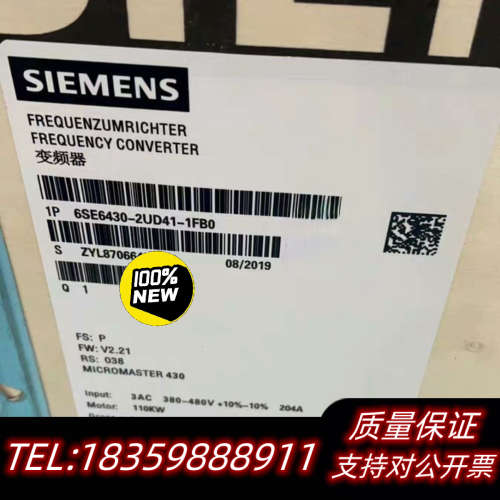 SIEMENS
FREQUENZUMRICHTER
FREQUENCY CONVERTER
变频器
1P 6SE6430-2UD41-1FB0
S ZYL87066
08/2019
Q 1
100%
NEW
FS: P
FW: V2.21
RS: 038
MICROMASTER 430
Input: 3AC 380-480V +10%-10% 204A
Motor: 110KW
质量保证
TEL:18359888911
支持对公开票